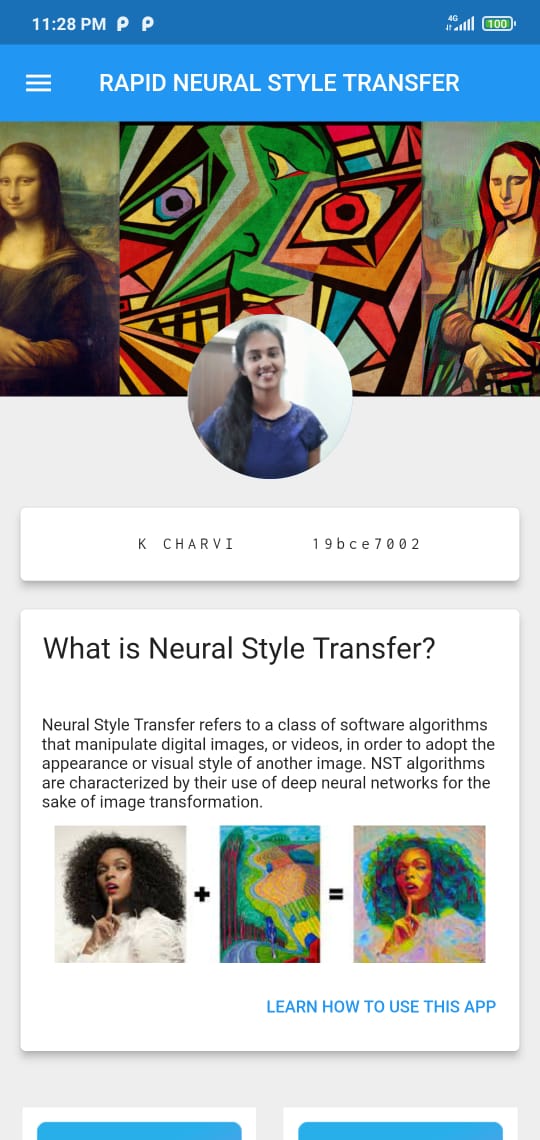 11:28 PM P P 4G 100
RAPID NEURAL STYLE TRANSFER
K CHARVI 19bce7002
What is Neural Style Transfer?
Neural Style Transfer refers to a class of software algorithms
that manipulate digital images, or videos, in order to adopt the
appearance or visual style of another image. NST algorithms
are characterized by their use of deep neural networks for the
sake of image transformation.
+ =
LEARN HOW TO USE THIS APP